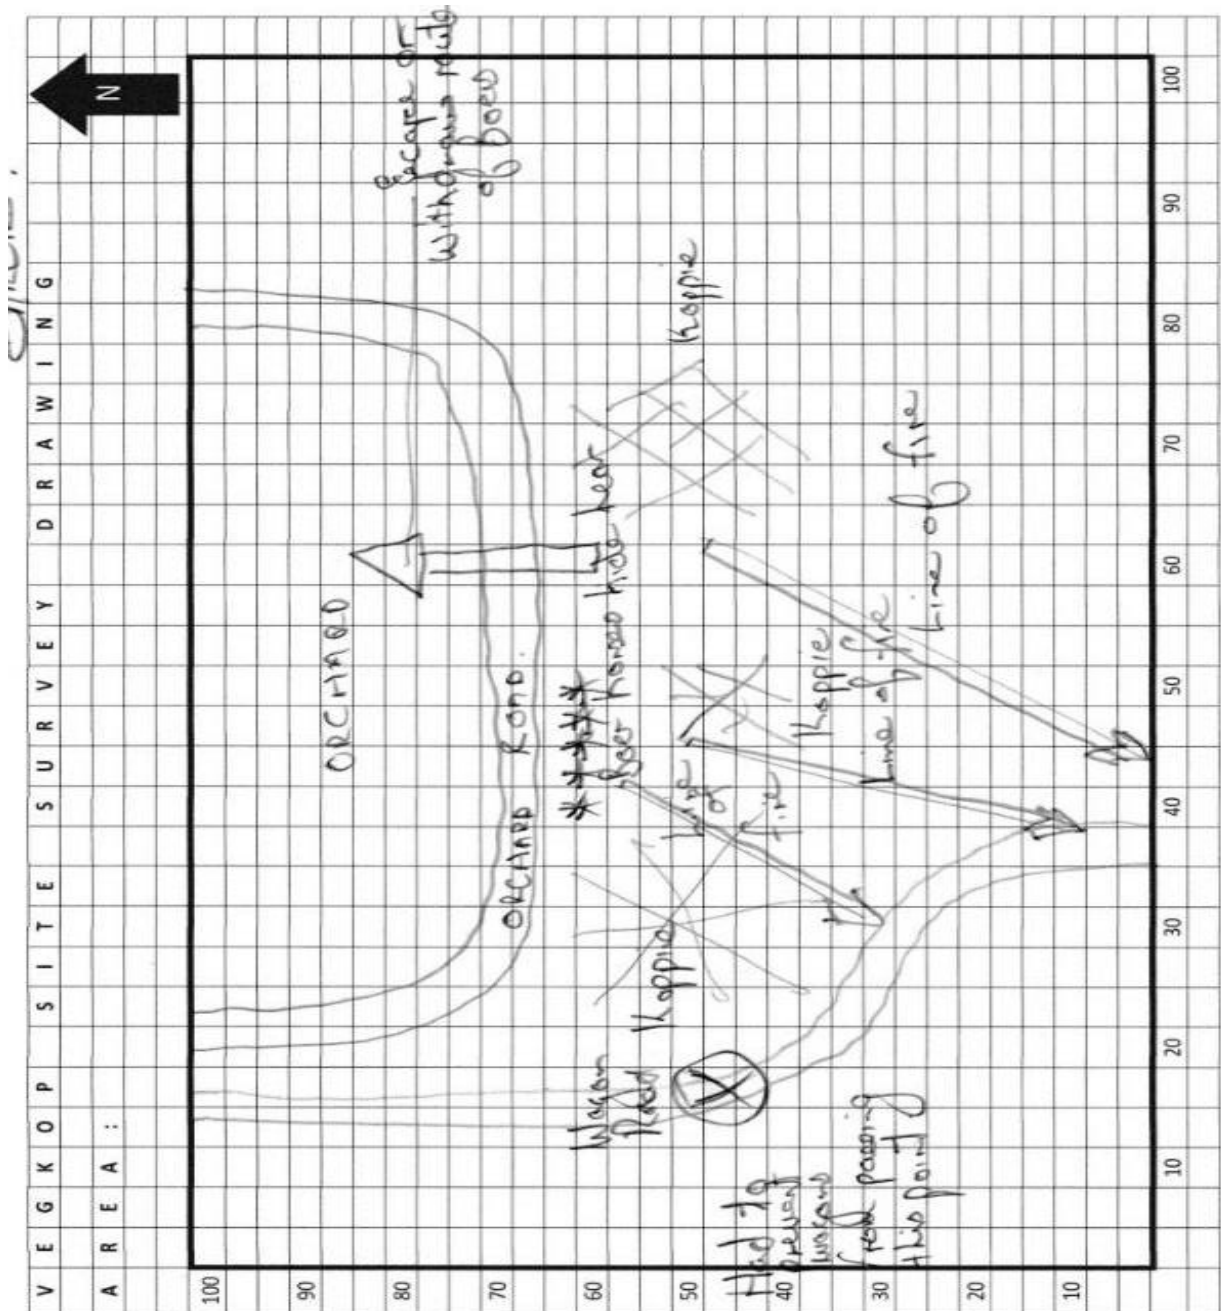 VEGKOP SITE SURVEY DRAWING
AREA:
N
100
90
80
70
60
50
40
30
20
10
10
20
30
40
50
60
70
80
90
100
Escape or
Withdrawal route
of Boers
ORCHARD
ORCHARD ROAD.
Boer horses hide here
Wagon
Road
Koppie
Line
of
fire
Koppie
Line of fire
Koppie
Line of fire
X
Had to
prevent
wagons
from passing
this point